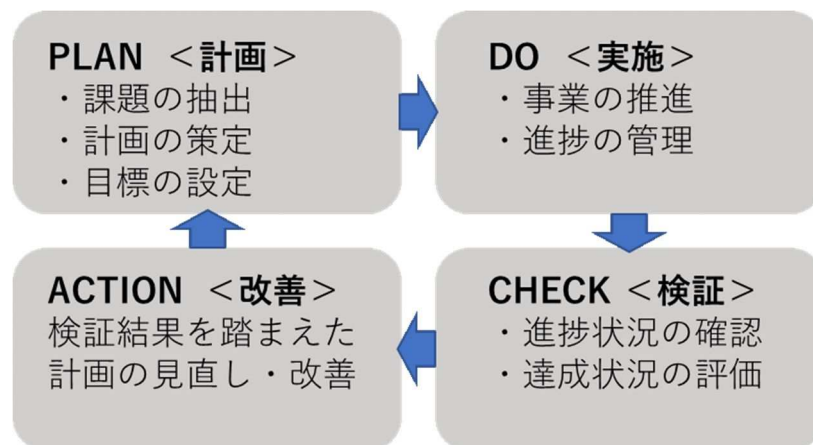 PLAN ＜計画＞
・課題の抽出
・計画の策定
・目標の設定
DO ＜実施＞
・事業の推進
・進捗の管理
CHECK ＜検証＞
・進捗状況の確認
・達成状況の評価
ACTION ＜改善＞
検証結果を踏まえた
計画の見直し・改善